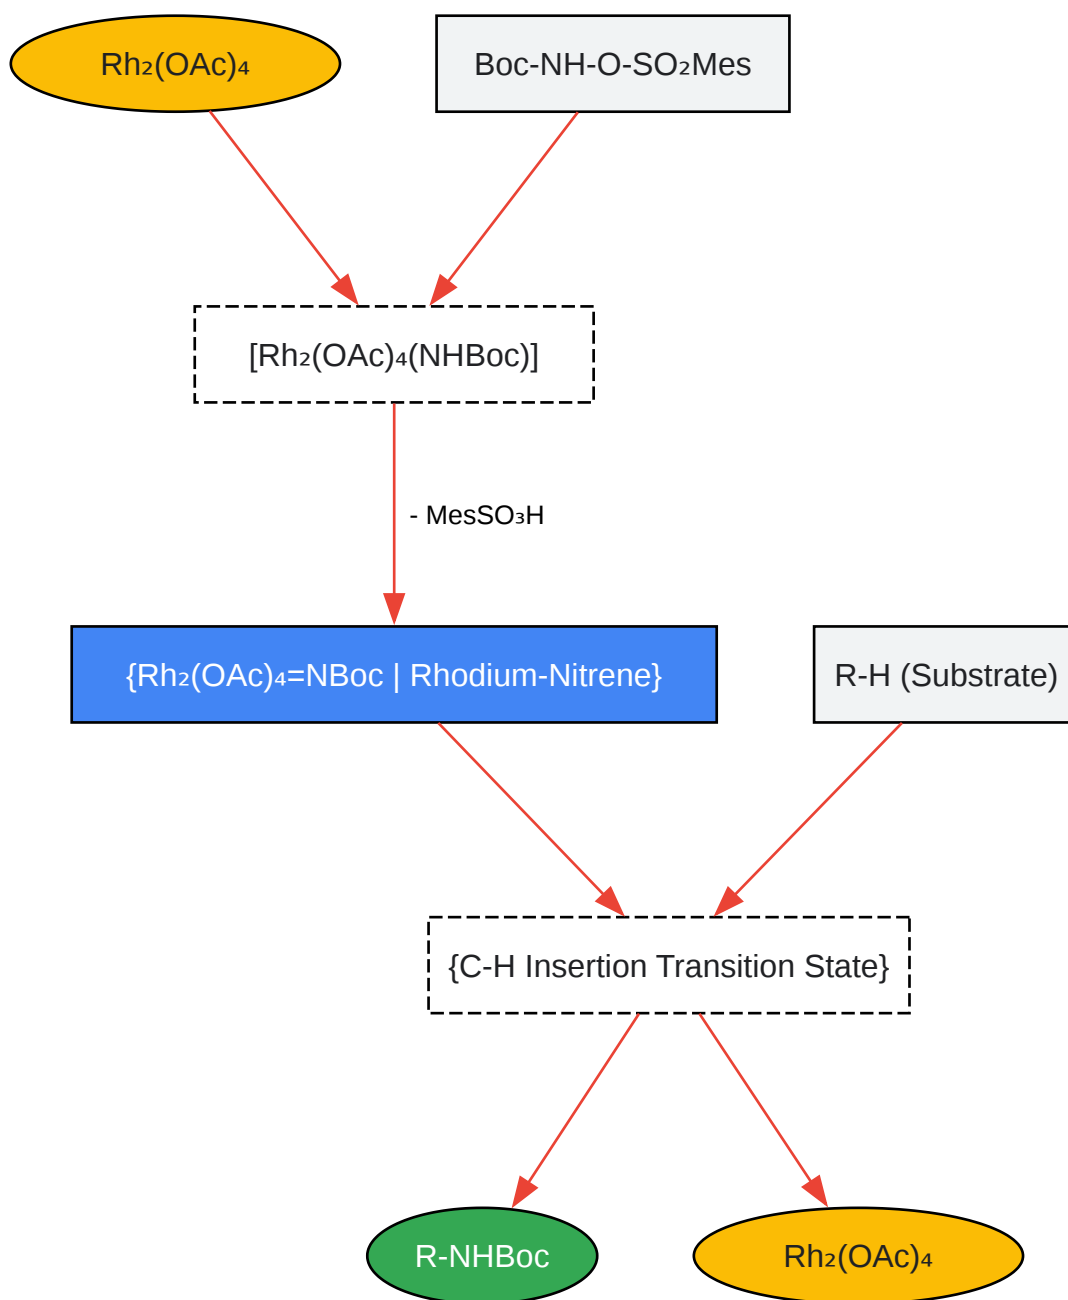 Rh₂(OAc)₄
Boc-NH-O-SO₂Mes
[Rh₂(OAc)₄(NHBoc)]
- MesSO₃H
{Rh₂(OAc)₄=NBoc | Rhodium-Nitrene}
R-H (Substrate)
{C-H Insertion Transition State}
R-NHBoc
Rh₂(OAc)₄